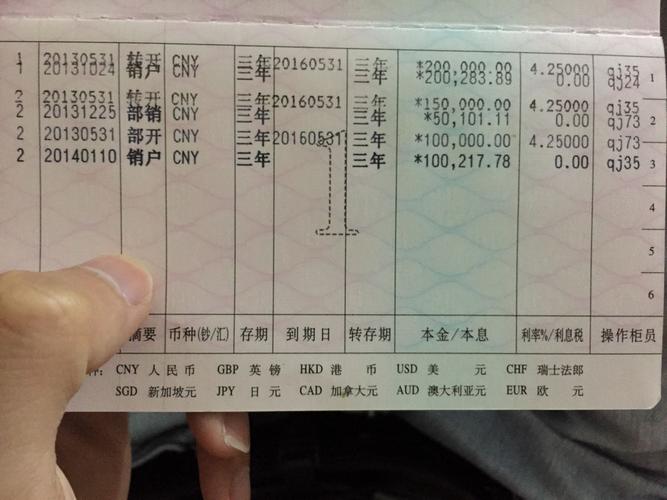 1 20130531 转开 CNY 三年 20160531 三年 *200,000.00 4.25000 qj35
1 20131024 销户 CNY 三年 三年 *200,283.89 0.00 qj24 1
2 20130531 转开 CNY 三年 20160531 三年 *150,000.00 4.25000 qj35
2 20131225 部销 CNY 三年 三年 *50,101.11 0.00 qj73 2
2 20130531 部开 CNY 三年 20160531 三年 *100,000.00 4.25000 qj73
2 20140110 销户 CNY 三年 三年 *100,217.78 0.00 qj35 3
4
5
6
摘要 币种(钞/汇) 存期 到期日 转存期 本金/本息 利率%/利息税 操作柜员
CNY 人民币 GBP 英镑 HKD 港币 USD 美元 CHF 瑞士法郎
SGD 新加坡元 JPY 日元 CAD 加拿大元 AUD 澳大利亚元 EUR 欧元